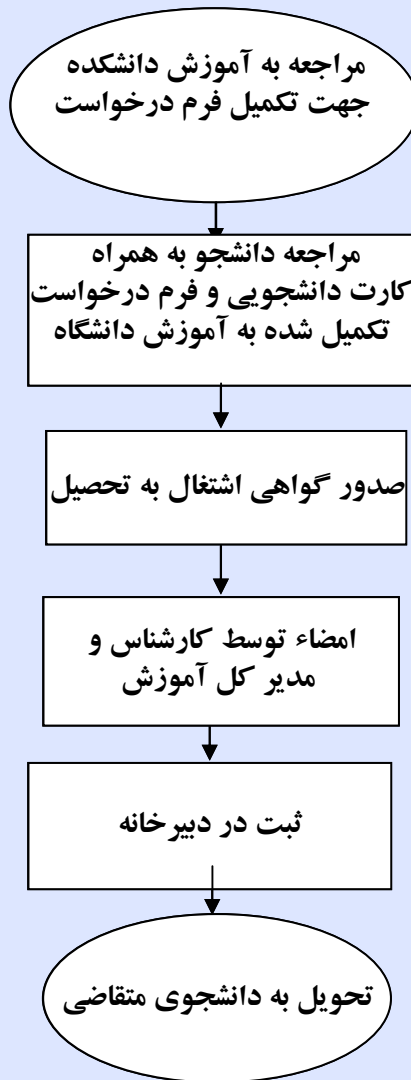 مراجعه به آموزش دانشکده
جهت تکمیل فرم درخواست
مراجعه دانشجو به همراه
کارت دانشجویی و فرم درخواست
تکمیل شده به آموزش دانشگاه
صدور گواهی اشتغال به تحصیل
امضاء توسط کارشناس و
مدیر کل آموزش
ثبت در دبیرخانه
تحویل به دانشجوی متقاضی